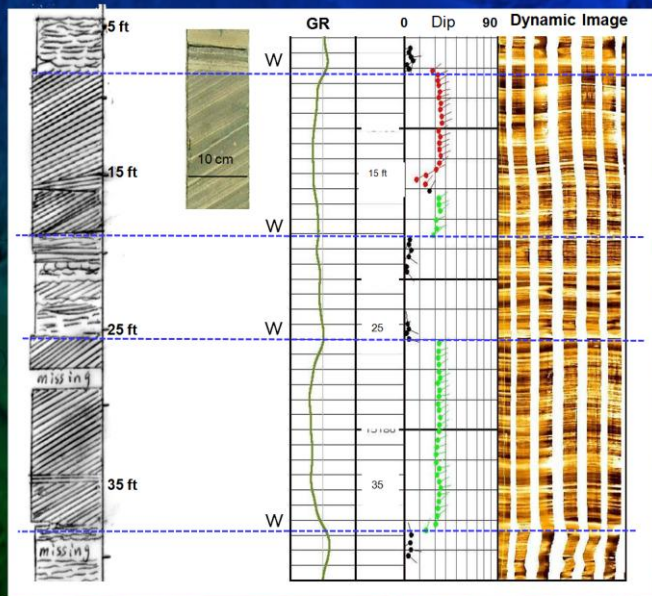 GR 0 Dip 90 Dynamic Image
5 ft
W
10 cm
15 ft
15 ft
W
25 ft
W
25
missing
35 ft
35
W
missing